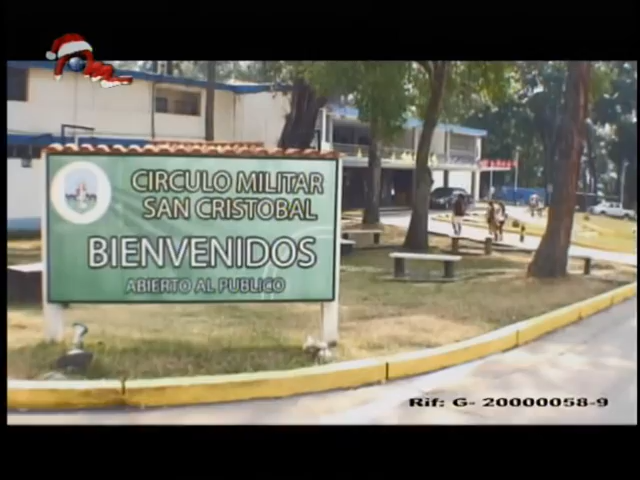 CIRCULO MILITAR
SAN CRISTOBAL
BIENVENIDOS
ABIERTO AL PUBLICO
Rif: G- 20000058-9